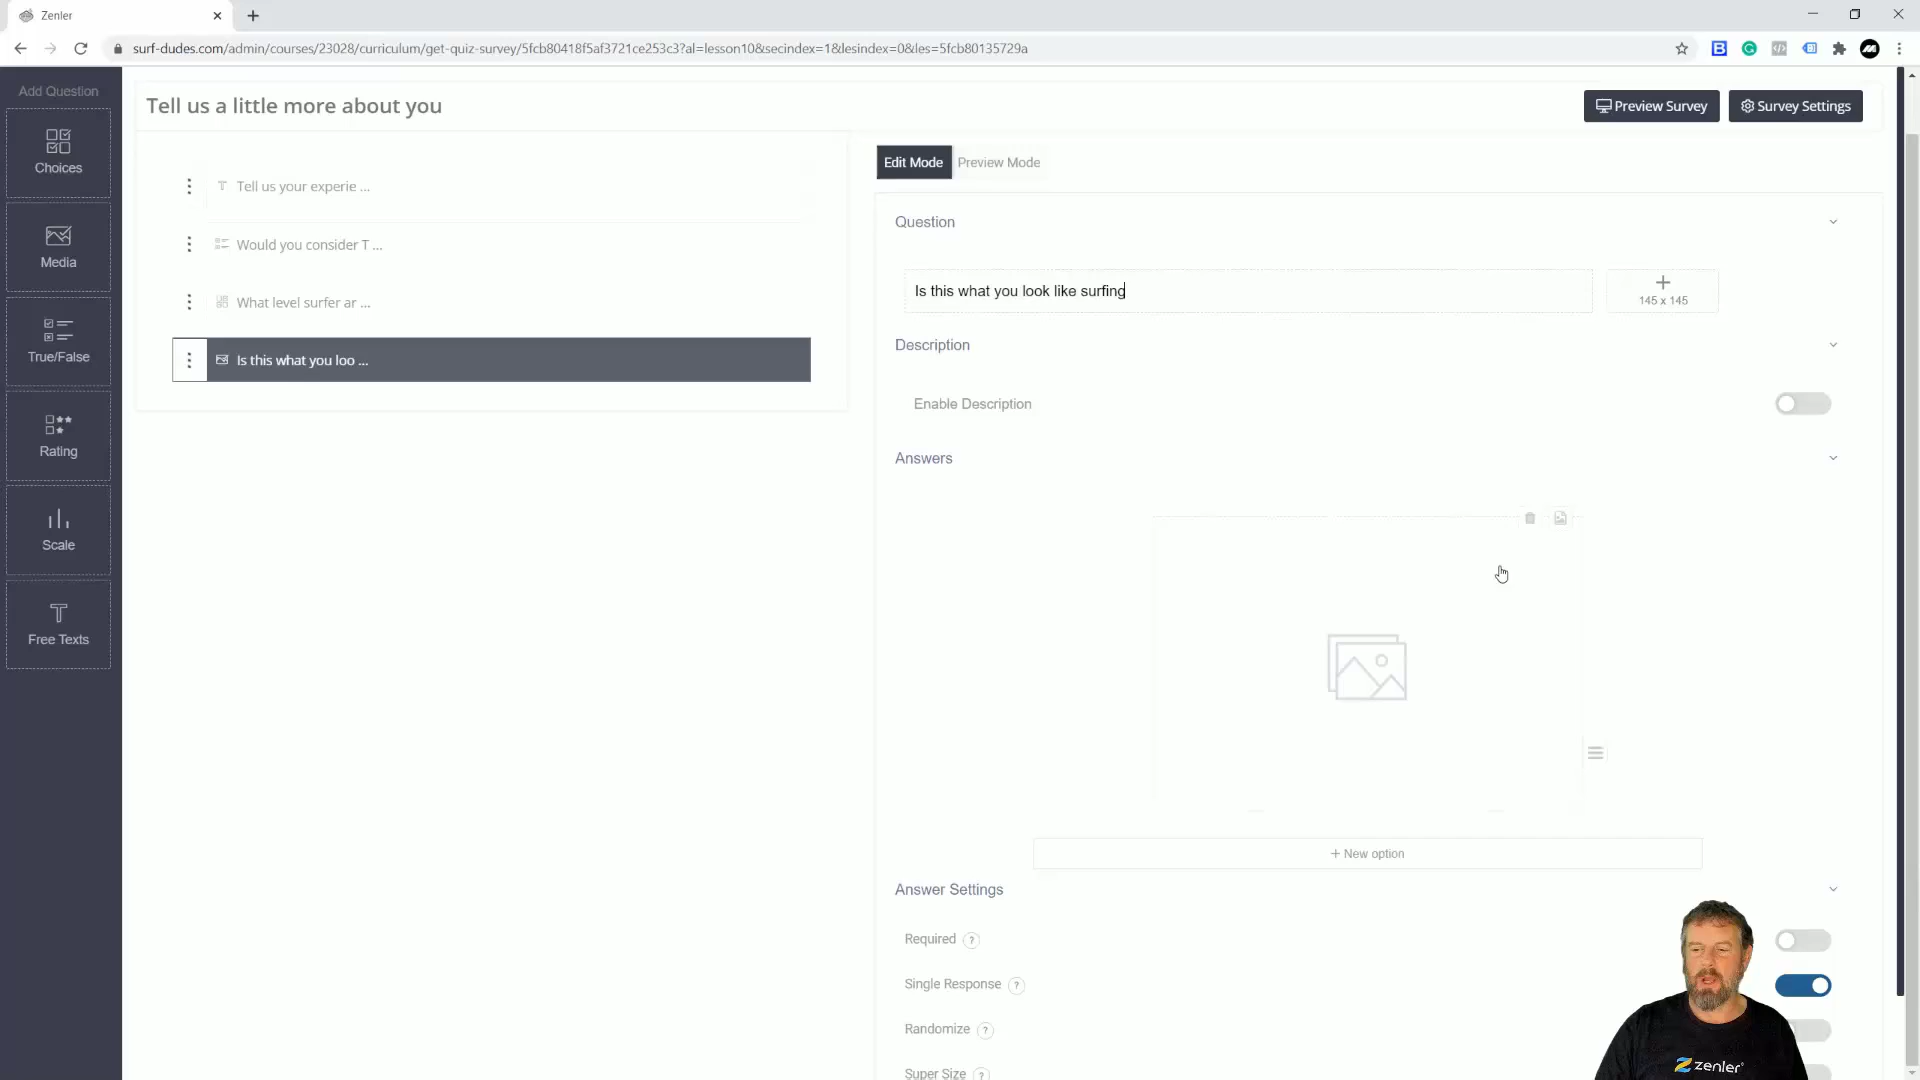 Zenler
surf-dudes.com/admin/courses/23028/curriculum/get-quiz-survey/5fcb80418f5af3721ce253c3?al=lesson10&secindex=1&lesindex=0&les=5fcb80135729a
Add Question
Choices
Media
True/False
Rating
Scale
Free Texts
Tell us a little more about you
Preview Survey
Survey Settings
Tell us your experie ...
Would you consider T ...
What level surfer ar ...
Is this what you loo ...
Edit Mode
Preview Mode
Question
Is this what you look like surfing
145 x 145
Description
Enable Description
Answers
+ New option
Answer Settings
Required ?
Single Response ?
Randomize ?
Super Size ?
zenler